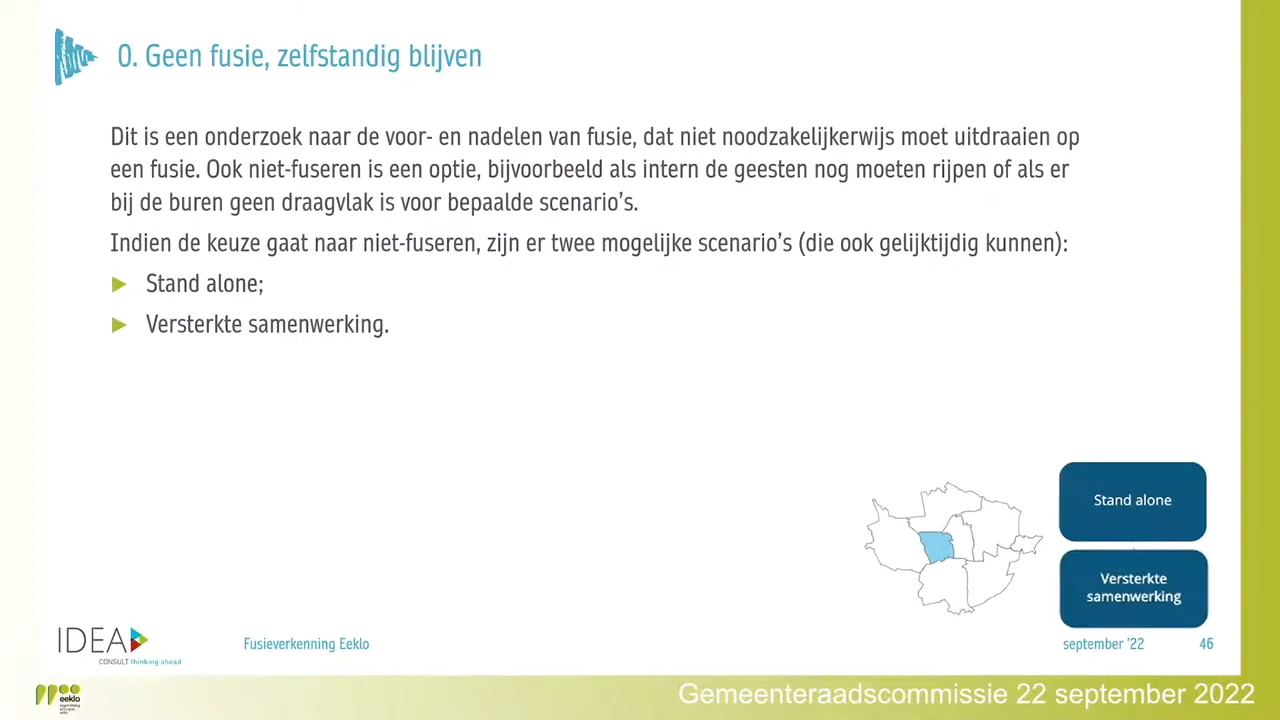 0. Geen fusie, zelfstandig blijven
Dit is een onderzoek naar de voor- en nadelen van fusie, dat niet noodzakelijkerwijs moet uitdraaien op
een fusie. Ook niet-fuseren is een optie, bijvoorbeeld als intern de geesten nog moeten rijpen of als er
bij de buren geen draagvlak is voor bepaalde scenario's.
Indien de keuze gaat naar niet-fuseren, zijn er twee mogelijke scenario's (die ook gelijktijdig kunnen):
Stand alone;
Versterkte samenwerking.
Stand alone
Versterkte
samenwerking
IDEA
CONSULT thinking ahead
Fusieverkenning Eeklo
september '22
46
eeklo
Gemeenteraadscommissie 22 september 2022